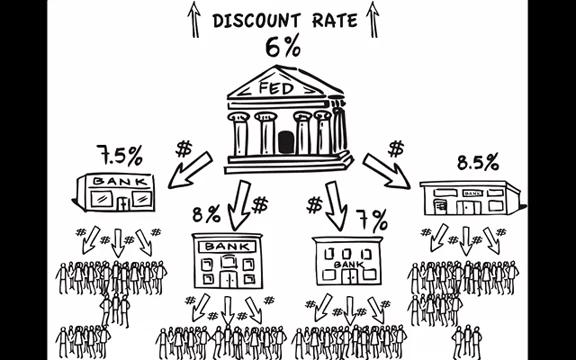 DISCOUNT RATE
6%
FED
7.5%
$
$
8.5%
BANK
BANK
8%
$
$
7%
$ $ $
BANK
BANK
$ $ $
$ $ $
$ $ $